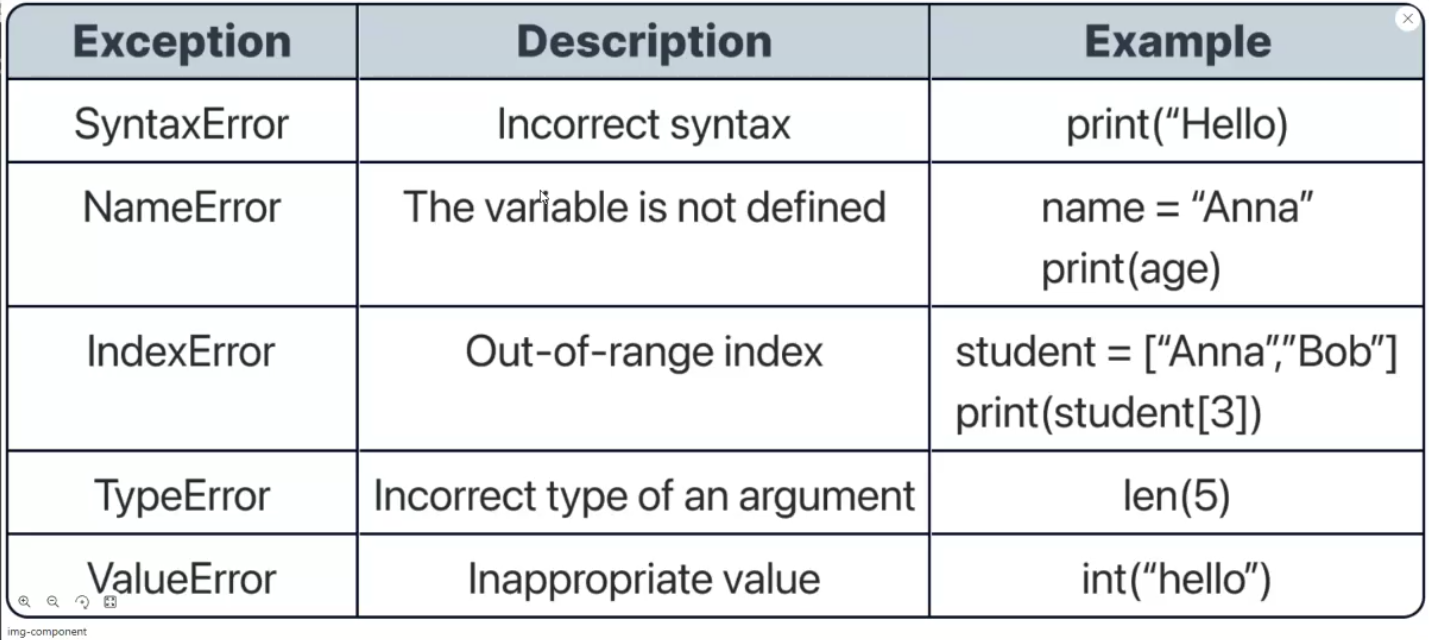 Exception Description Example
SyntaxError Incorrect syntax print(“Hello)
NameError The variable is not defined name = “Anna”
print(age)
IndexError Out-of-range index student = [“Anna”,”Bob”]
print(student[3])
TypeError Incorrect type of an argument len(5)
ValueError Inappropriate value int(“hello”)
img-component